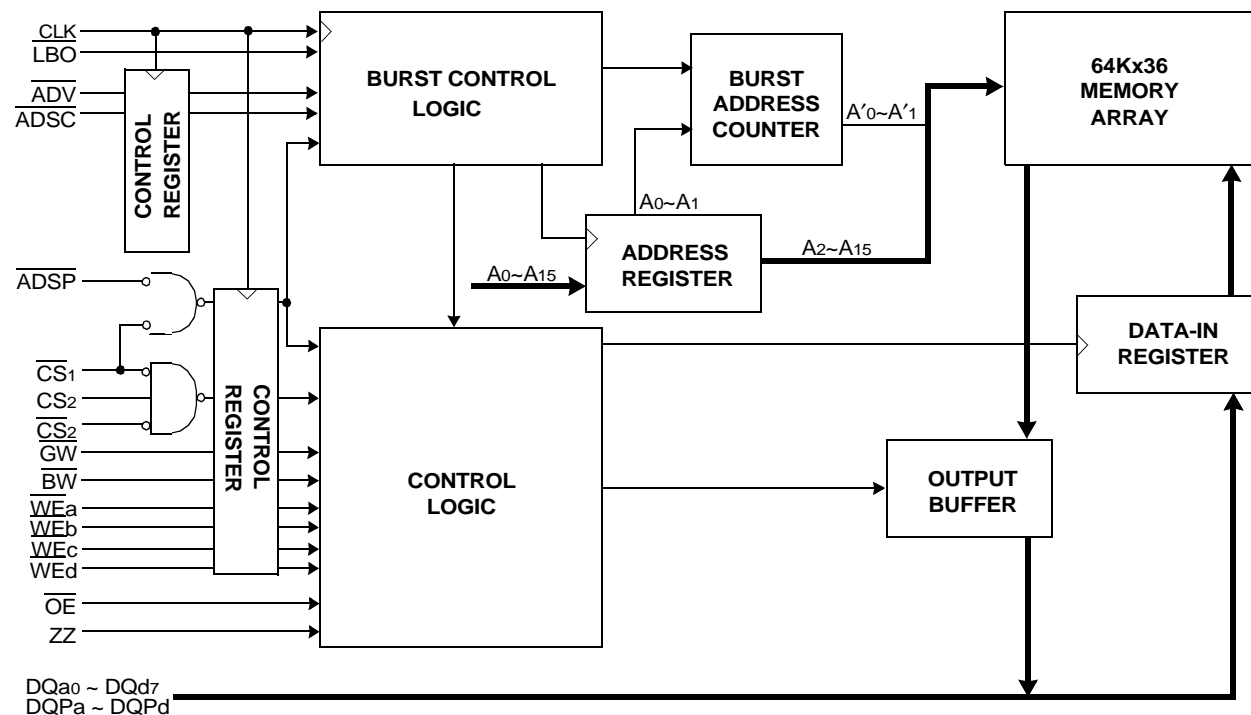 CLK
LBO
ADV
ADSC
CONTROL
REGISTER
BURST CONTROL
LOGIC
BURST
ADDRESS
COUNTER
A′0~A′1
64Kx36
MEMORY
ARRAY
A0~A1
ADDRESS
REGISTER
A2~A15
A0~A15
ADSP
CS1
CS2
CS2
GW
BW
WEa
WEb
WEc
WEd
OE
ZZ
CONTROL
REGISTER
CONTROL
LOGIC
DATA-IN
REGISTER
OUTPUT
BUFFER
DQa0 ~ DQd7
DQPa ~ DQPd